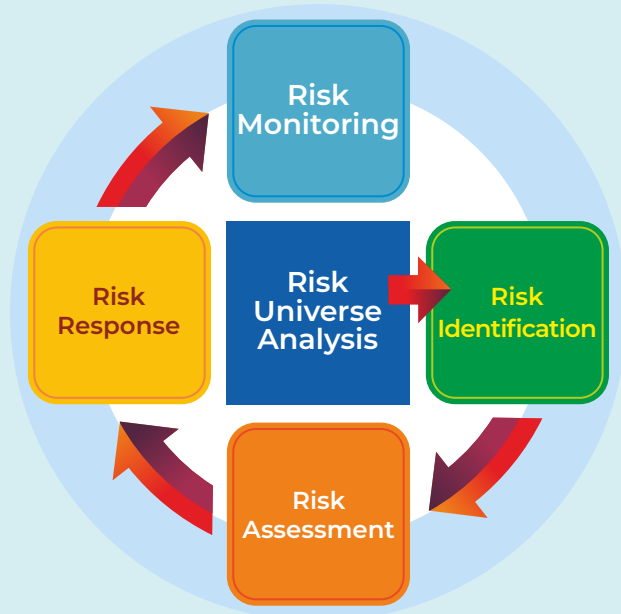 Risk
Monitoring
Risk
Response
Risk
Universe
Analysis
Risk
Identification
Risk
Assessment